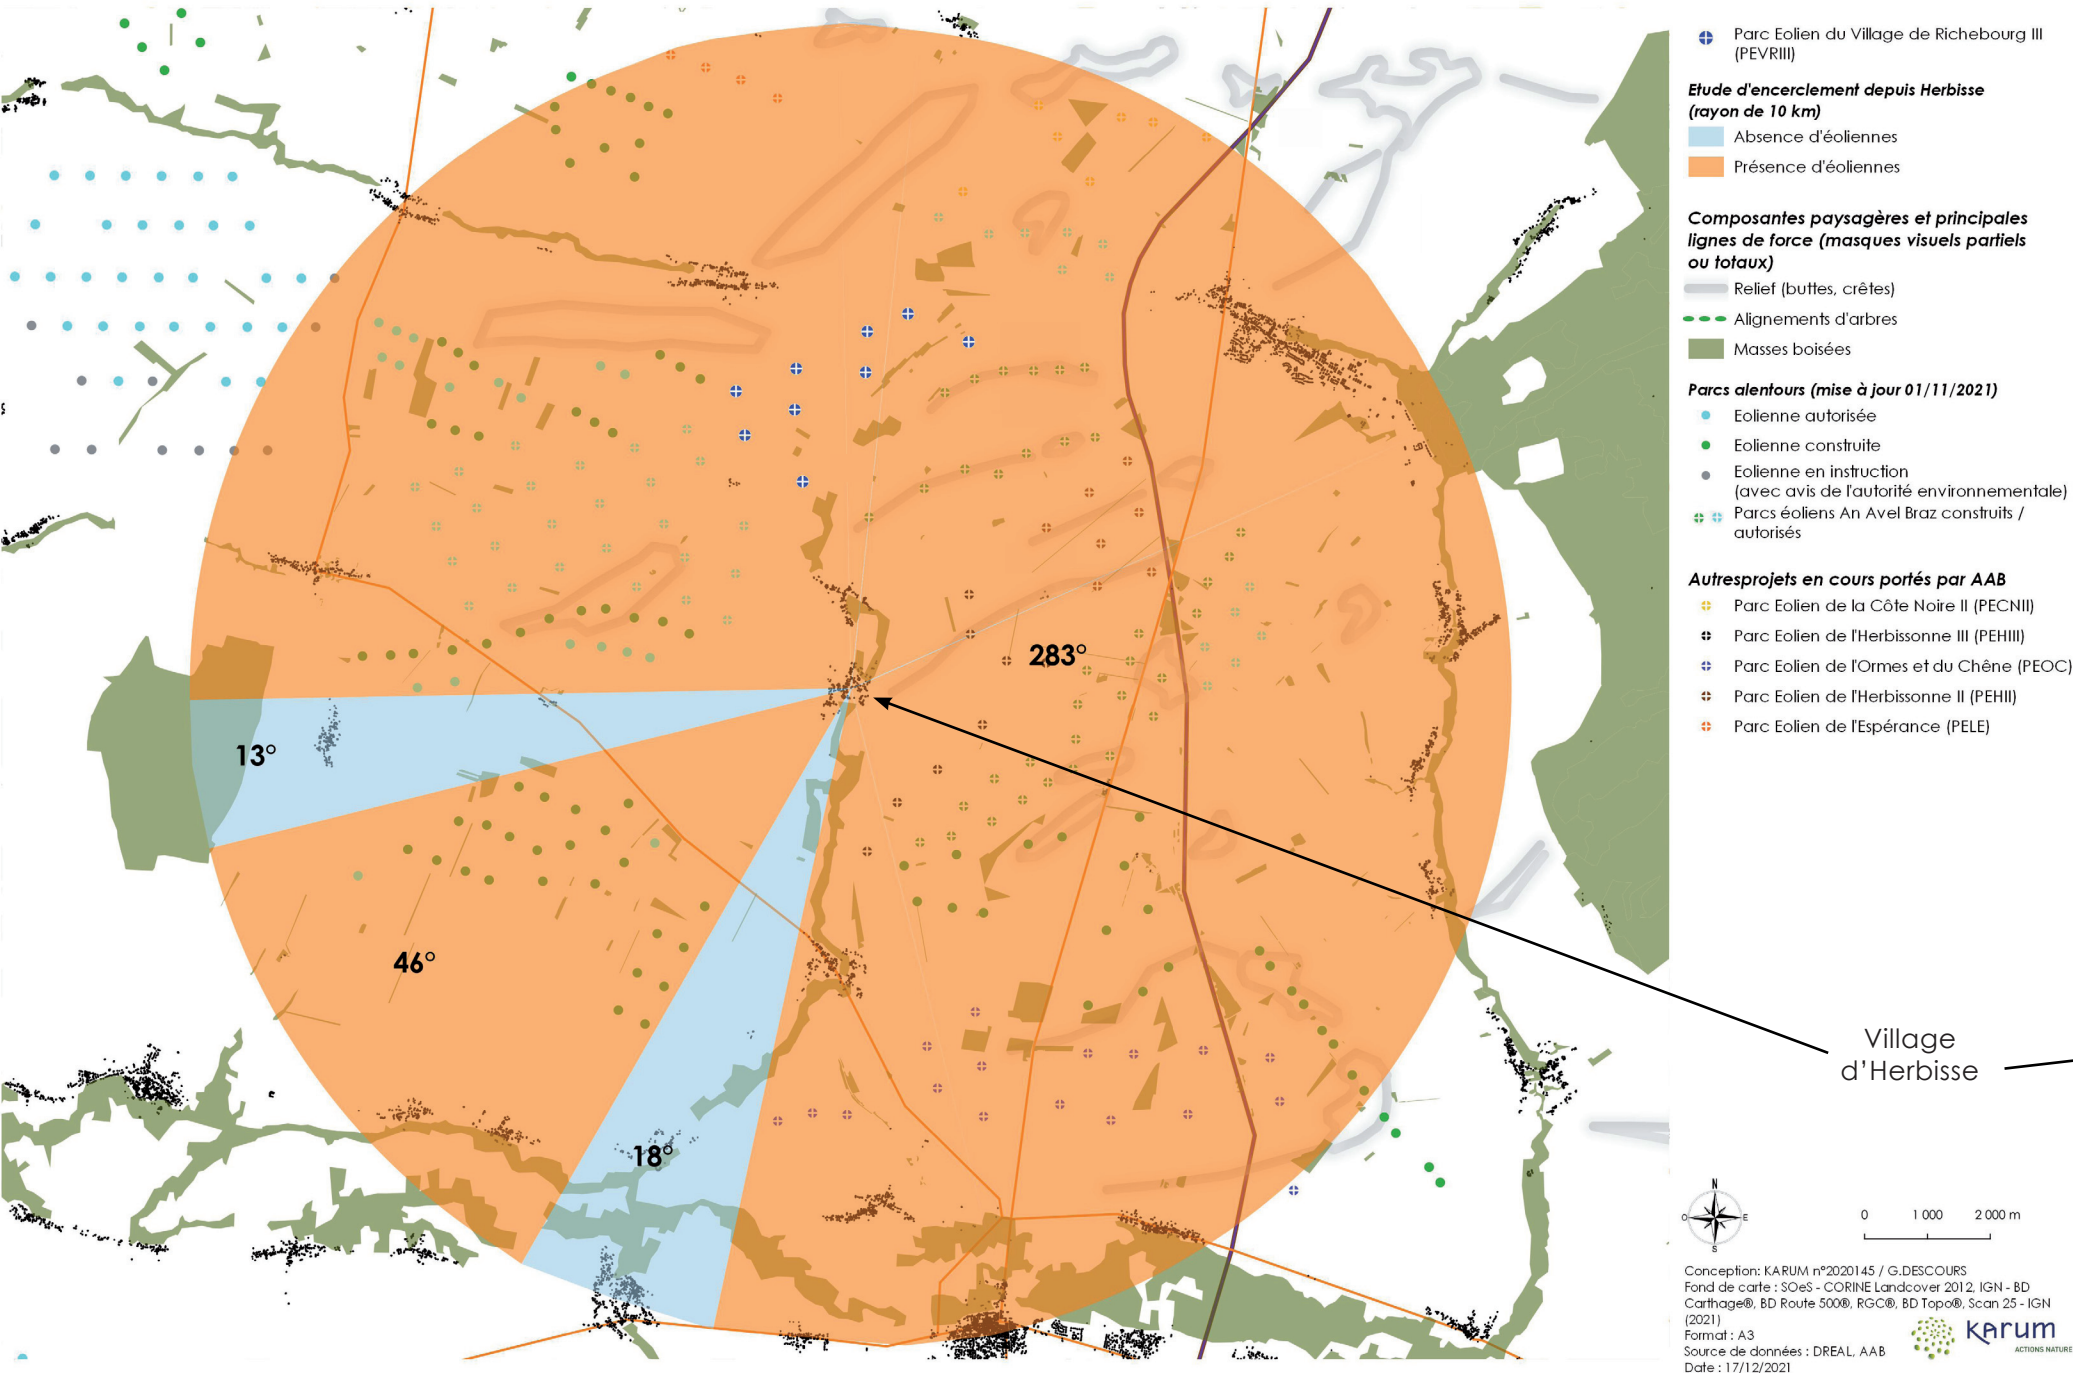 Parc Eolien du Village de Richebourg III
(PEVRIII)
Etude d'encerclement depuis Herbisse
(rayon de 10 km)
Absence d'éoliennes
Présence d'éoliennes
Composantes paysagères et principales
lignes de force (masques visuels partiels
ou totaux)
Relief (buttes, crêtes)
Alignements d'arbres
Masses boisées
Parcs alentours (mise à jour 01/11/2021)
Eolienne autorisée
Eolienne construite
Eolienne en instruction
(avec avis de l'autorité environnementale)
Parcs éoliens An Avel Braz construits /
autorisés
Autresprojets en cours portés par AAB
Parc Eolien de la Côte Noire II (PECNII)
Parc Eolien de l'Herbissonne III (PEHIII)
Parc Eolien de l'Ormes et du Chêne (PEOC)
Parc Eolien de l'Herbissonne II (PEHII)
Parc Eolien de l'Espérance (PELE)
283°
13°
46°
18°
Village
d'Herbisse
N
O
E
S
0 1 000 2 000 m
Conception: KARUM n°2020145 / G.DESCOURS
Fond de carte : SOeS - CORINE Landcover 2012, IGN - BD
Carthage®, BD Route 500®, RGC®, BD Topo®, Scan 25 - IGN
(2021)
Format : A3
Source de données : DREAL, AAB
Date : 17/12/2021
KARUM
ACTIONS NATURE